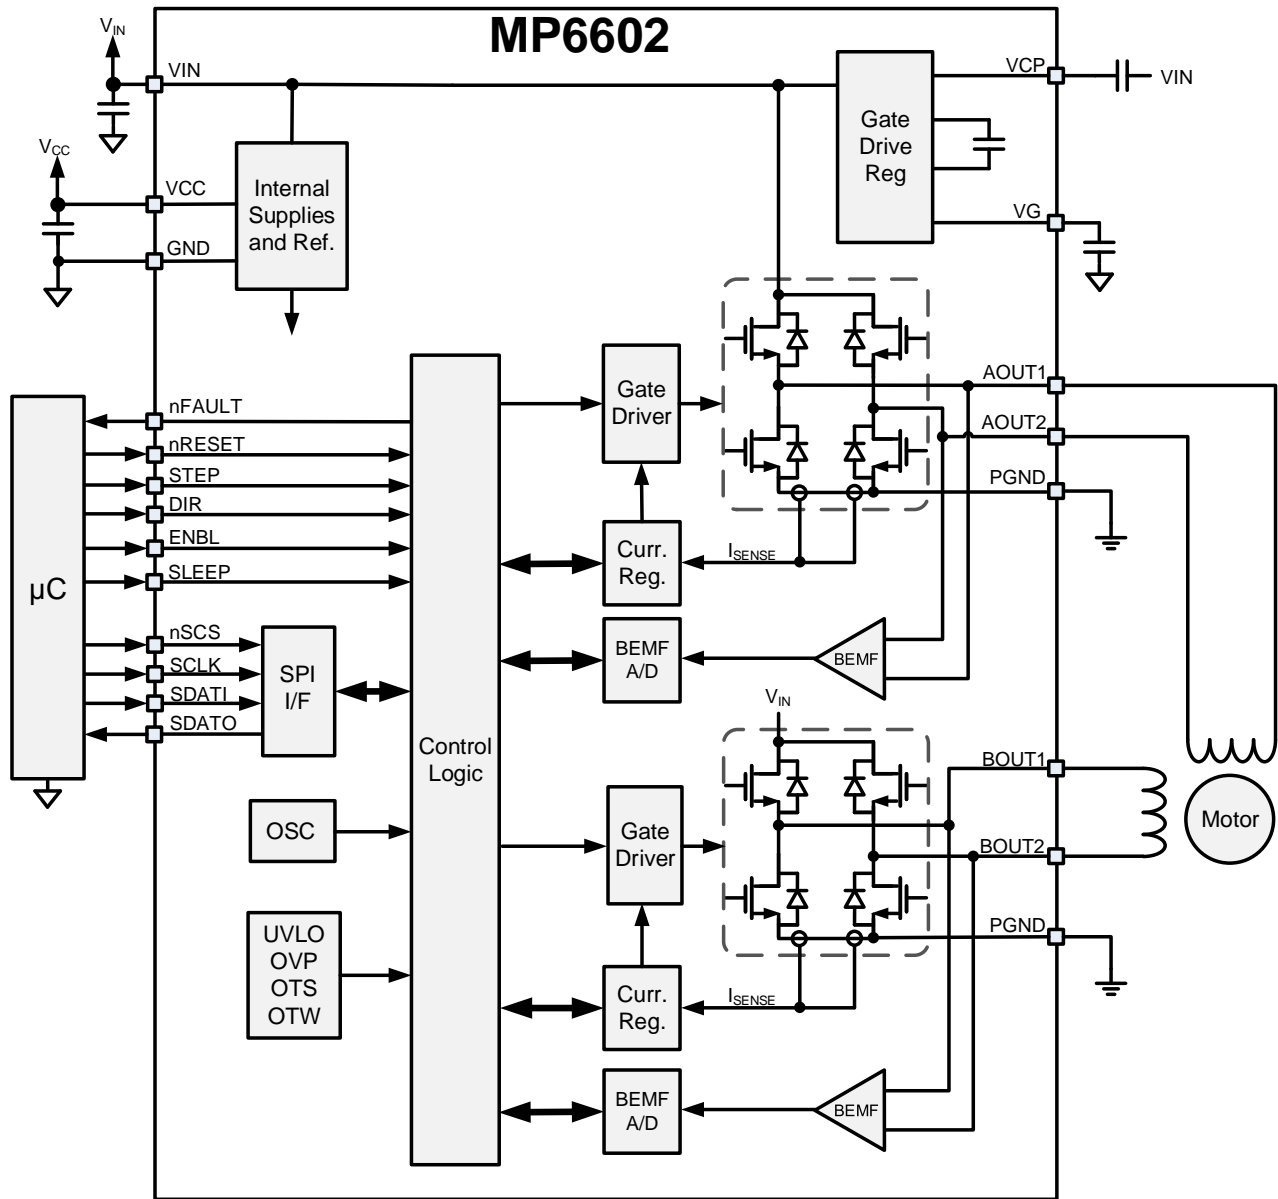 MP6602
VIN
VIN
VCP
VIN
Gate
Drive
Reg
VCC
VCC
Internal
Supplies
and Ref.
GND
VG
AOUT1
Gate
Driver
nFAULT
AOUT2
nRESET
STEP
PGND
DIR
ENBL
Curr.
Reg.
ISENSE
SLEEP
µC
nSCS
SCLK
SDATI
SDATO
SPI
I/F
BEMF
A/D
BEMF
VIN
Control
Logic
BOUT1
OSC
Gate
Driver
Motor
BOUT2
UVLO
OVP
OTS
OTW
PGND
Curr.
Reg.
ISENSE
BEMF
A/D
BEMF